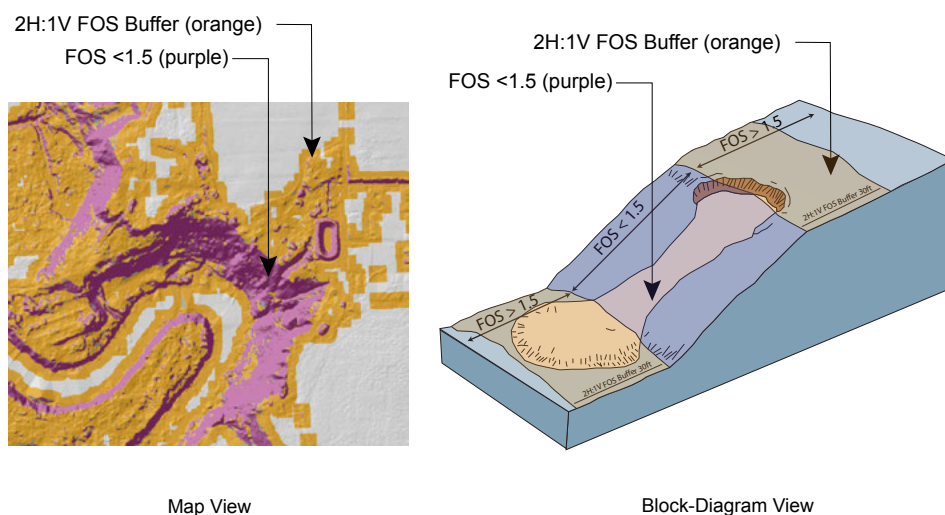 2H:1V FOS Buffer (orange)
FOS <1.5 (purple)
2H:1V FOS Buffer (orange)
FOS <1.5 (purple)
FOS > 1.5
2H:1V FOS Buffer 30ft
FOS < 1.5
FOS > 1.5
2H:1V FOS Buffer 30ft
Map View
Block-Diagram View